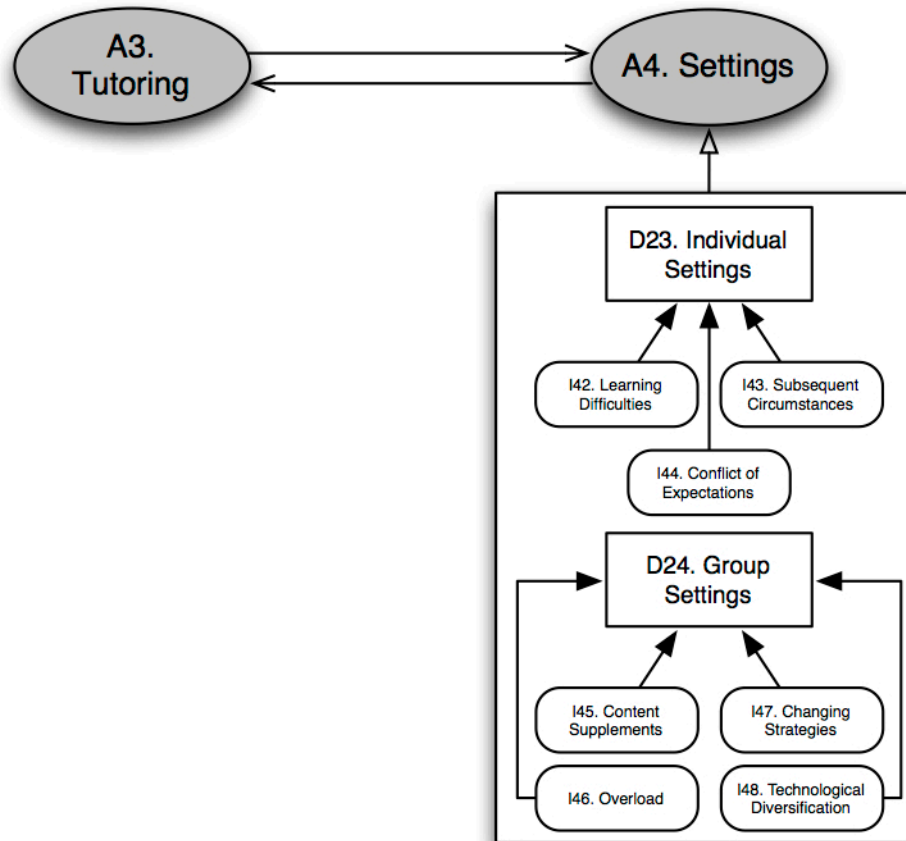 A3.
Tutoring
A4. Settings
D23. Individual
Settings
I42. Learning
Difficulties
I43. Subsequent
Circumstances
I44. Conflict of
Expectations
D24. Group
Settings
I45. Content
Supplements
I47. Changing
Strategies
I46. Overload
I48. Technological
Diversification